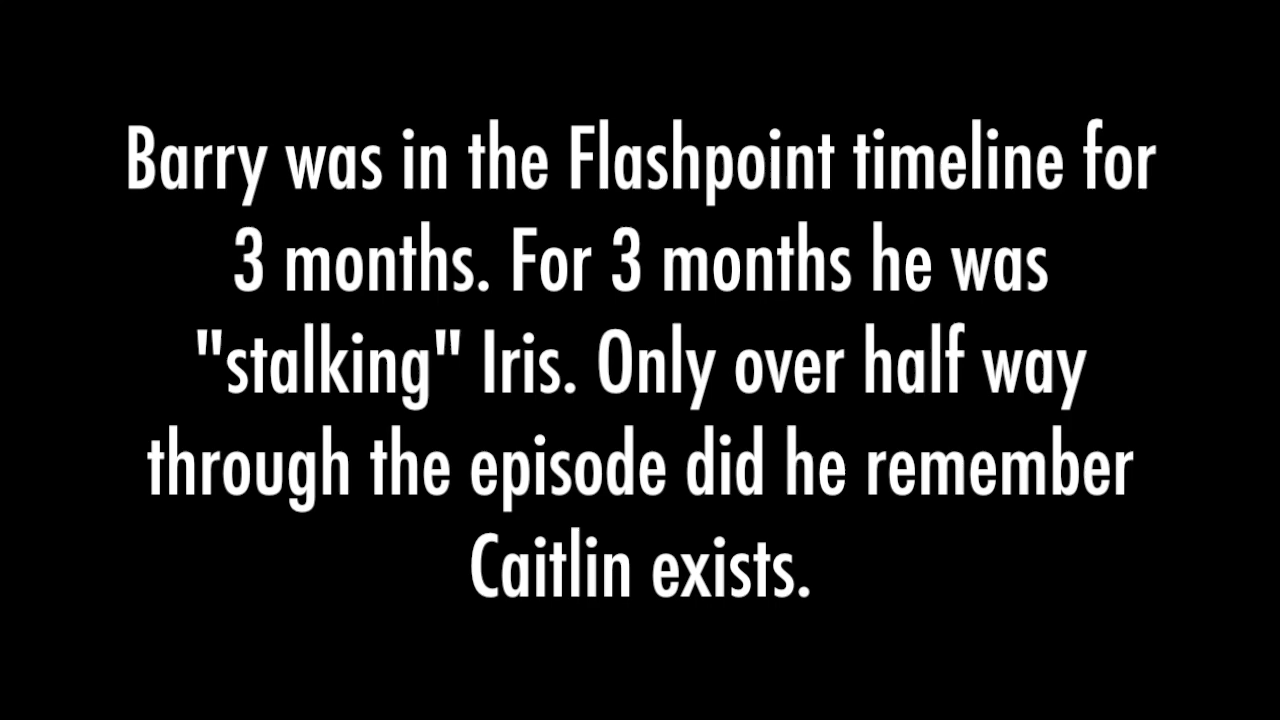 Barry was in the Flashpoint timeline for
3 months. For 3 months he was
"stalking" Iris. Only over half way
through the episode did he remember
Caitlin exists.